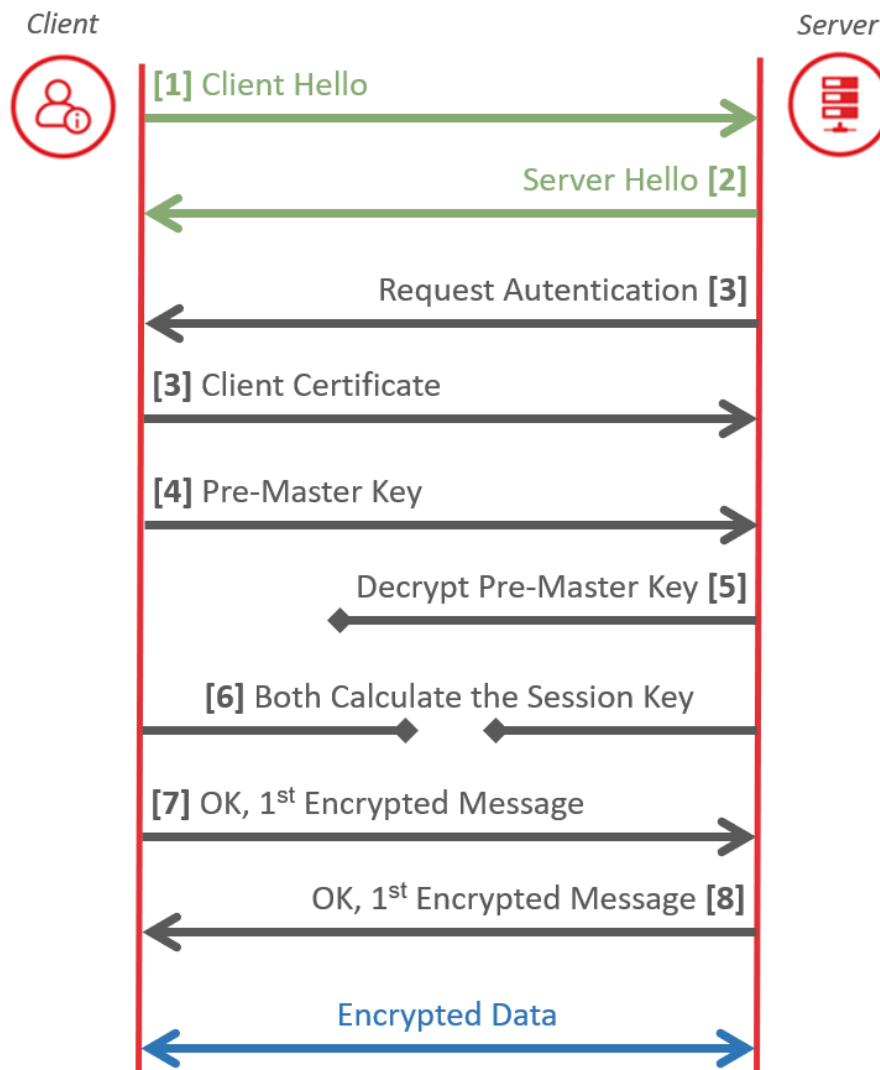 Client
Server
[1] Client Hello
Server Hello [2]
Request Autentication [3]
[3] Client Certificate
[4] Pre-Master Key
Decrypt Pre-Master Key [5]
[6] Both Calculate the Session Key
[7] OK, 1st Encrypted Message
OK, 1st Encrypted Message [8]
Encrypted Data